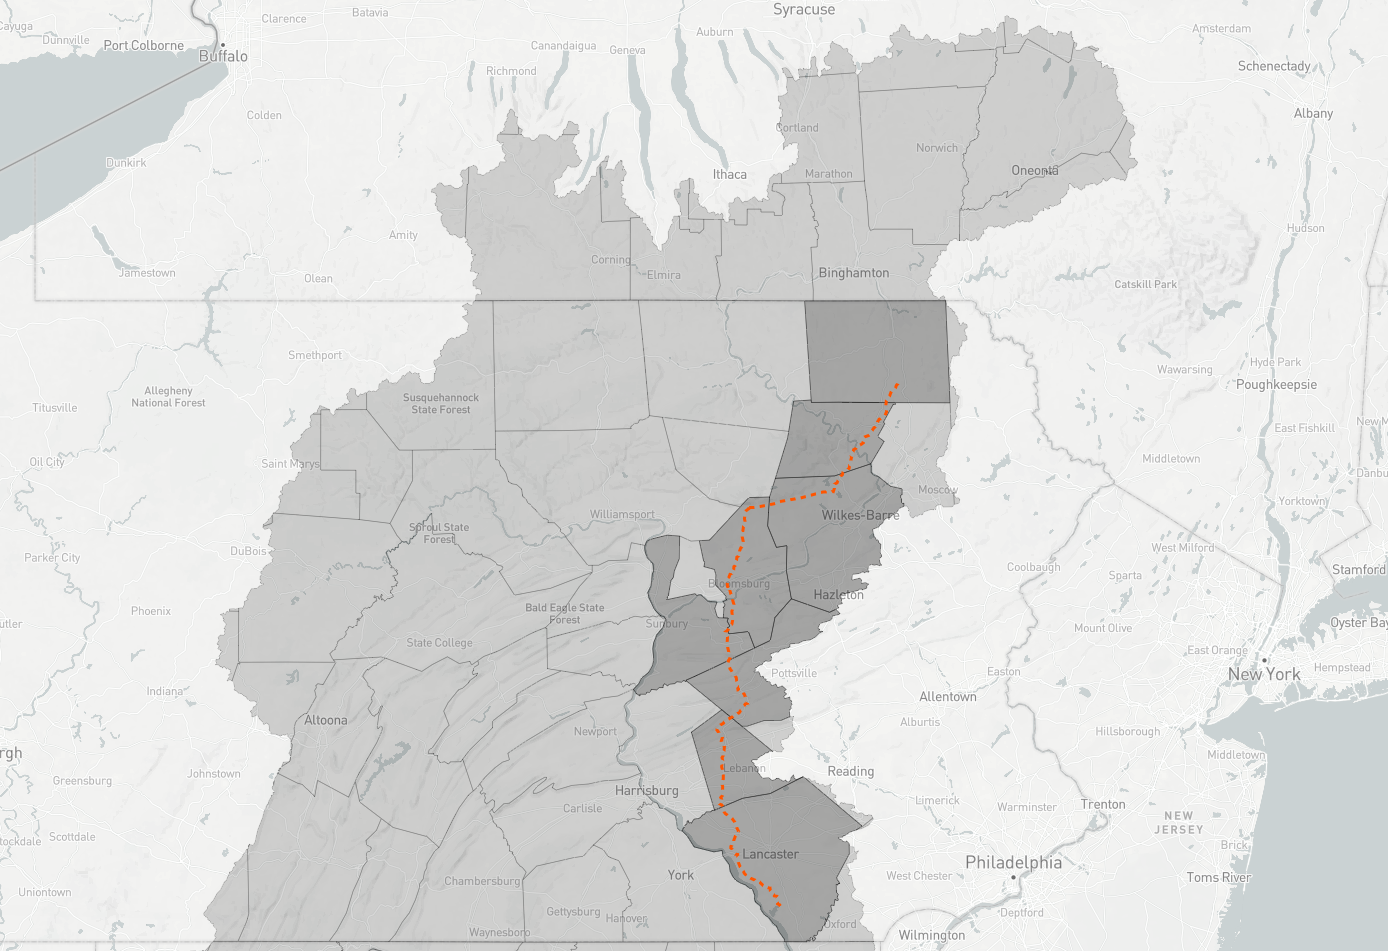 Syracuse
Batavia
Clarence
Cayuga
Dunnville
Port Colborne
Buffalo
Canandaigua
Geneva
Auburn
Amsterdam
Schenectady
Richmond
Colden
Albany
Cortland
Norwich
Dunkirk
Ithaca
Marathon
Oneonta
Amity
Hudson
Corning
Elmira
Binghamton
Jamestown
Olean
Catskill Park
Smethport
Hyde Park
Wawarsing
Poughkeepsie
Allegheny
National Forest
Susquehannock
State Forest
Titusville
East Fishkill
New M
Oil City
Saint Marys
Middletown
Danbu
Moscow
Yorktown
Williamsport
Wilkes-Barre
Sproul State
Forest
DuBois
Parker City
West Milford
Stamford
Coolbaugh
Sparta
Bloomsburg
Hazleton
Phoenix
utler
Bald Eagle State
Forest
Sunbury
Mount Olive
Oyster Bay
State College
East Orange
Hempstead
Pottsville
Easton
New York
Indiana
Allentown
Altoona
Alburtis
Newport
Hillsborough
rgh
Middletown
Lebanon
Reading
Johnstown
Greensburg
Harrisburg
Limerick
Warminster
Trenton
Carlisle
NEW
JERSEY
Scottdale
tockdale
Brick
Lancaster
Philadelphia
York
West Chester
Toms River
Chambersburg
Uniontown
Gettysburg
Hanover
Deptford
Oxford
Waynesboro
Wilmington